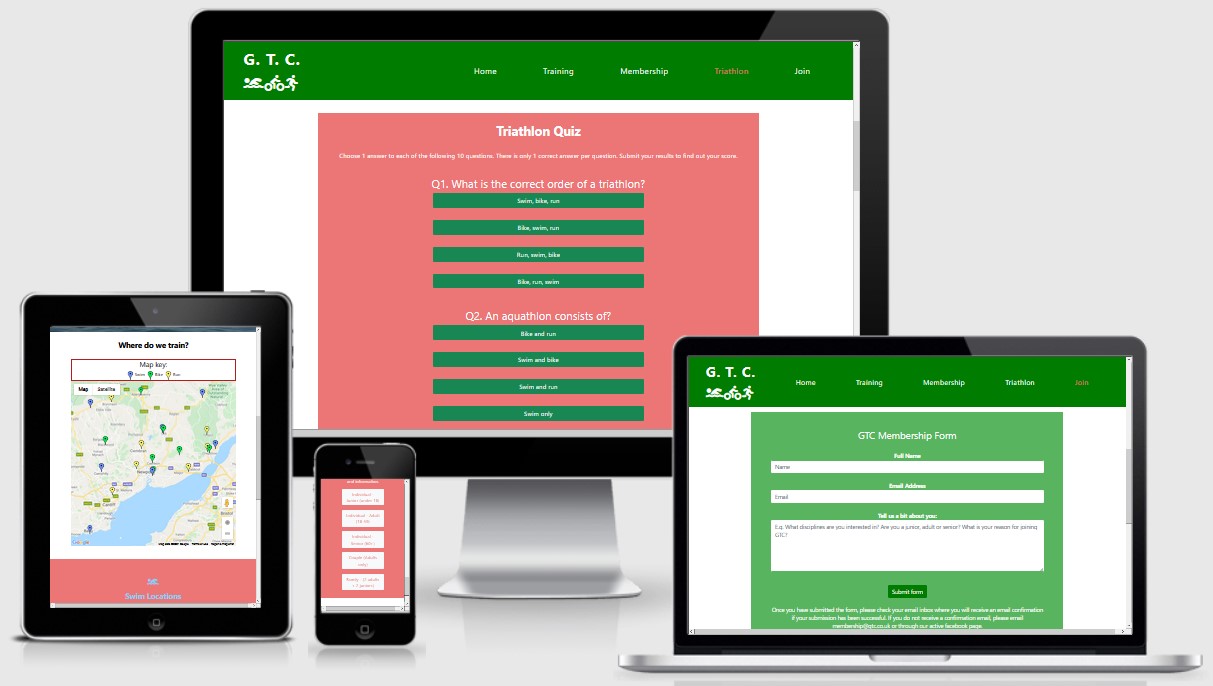 G. T. C.
Home Training Membership Triathlon Join
Triathlon Quiz
Choose 1 answer to each of the following 10 questions. There is only 1 correct answer per question. Submit your results to find out your score.
Q1. What is the correct order of a triathlon?
Swim, bike, run
Bike, swim, run
Run, swim, bike
Bike, run, swim
Q2. An aquathlon consists of?
Bike and run
Swim and bike
Swim and run
Swim only
Where do we train?
Map key:
Swim Bike Run
Map Satellite
Cardiff
Google
Swim Locations
and information.
Individual -
Junior (under 18)
Individual - Adult
Individual -
Couple (adults
only)
G. T. C.
Home Training Membership Triathlon Join
GTC Membership Form
Full Name
Name
Email Address
Email
Tell us a bit about you:
E.g. What disciplines are you interested in? Are you a junior, adult or senior? What is your reason for joining
GTC?
Submit form
Once you have submitted the form, please check your email inbox where you will receive an email confirmation
if your submission has been successful. If you do not receive a confirmation email, please email
membership@gtc.co.uk or through our active facebook page.